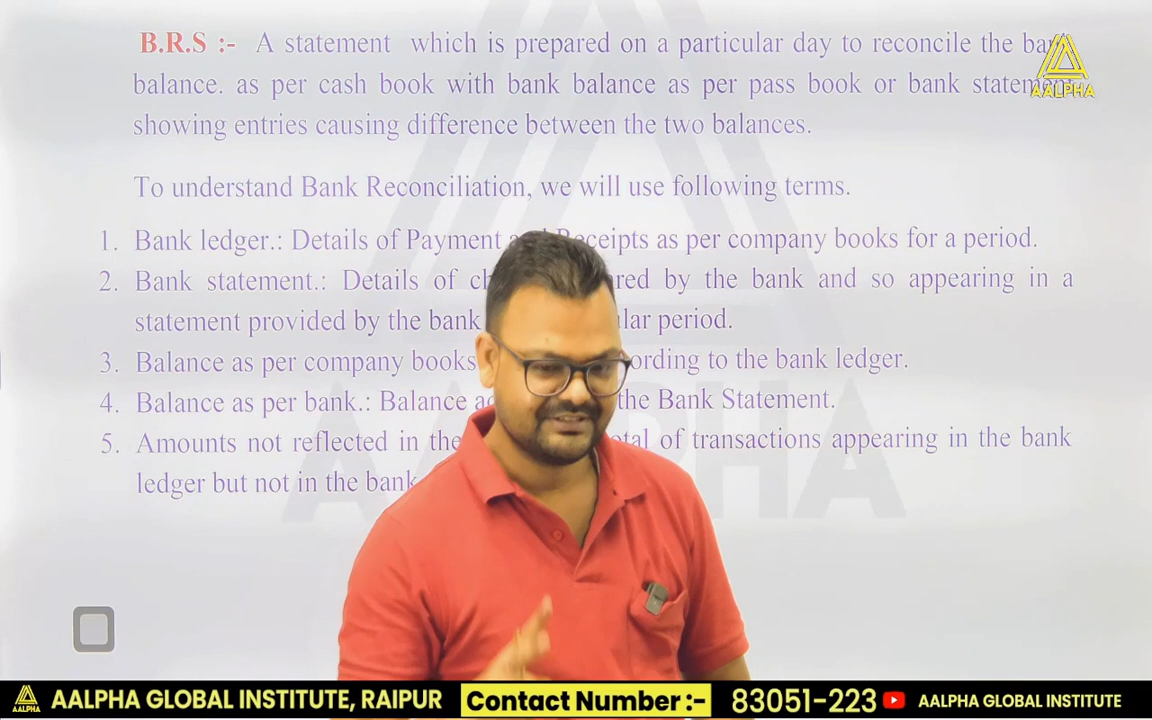 B.R.S :- A statement which is prepared on a particular day to reconcile the
balance. as per cash book with bank balance as per pass book or bank
showing entries causing difference between the two balances.
To understand Bank Reconciliation, we will use following terms.
1. Bank ledger.: Details of Payment Receipts as per company books for a period.
2. Bank statement.: Details of by the bank and so appearing in a
statement provided by the bank period.
3. Balance as per company books to the bank ledger.
4. Balance as per bank.: Balance the Bank Statement.
5. Amounts not reflected in the of transactions appearing in the bank
ledger but not in the bank
AALPHA
AALPHA
AALPHA GLOBAL INSTITUTE, RAIPUR Contact Number :- 83051-223 AALPHA GLOBAL INSTITUTE
AALPHA